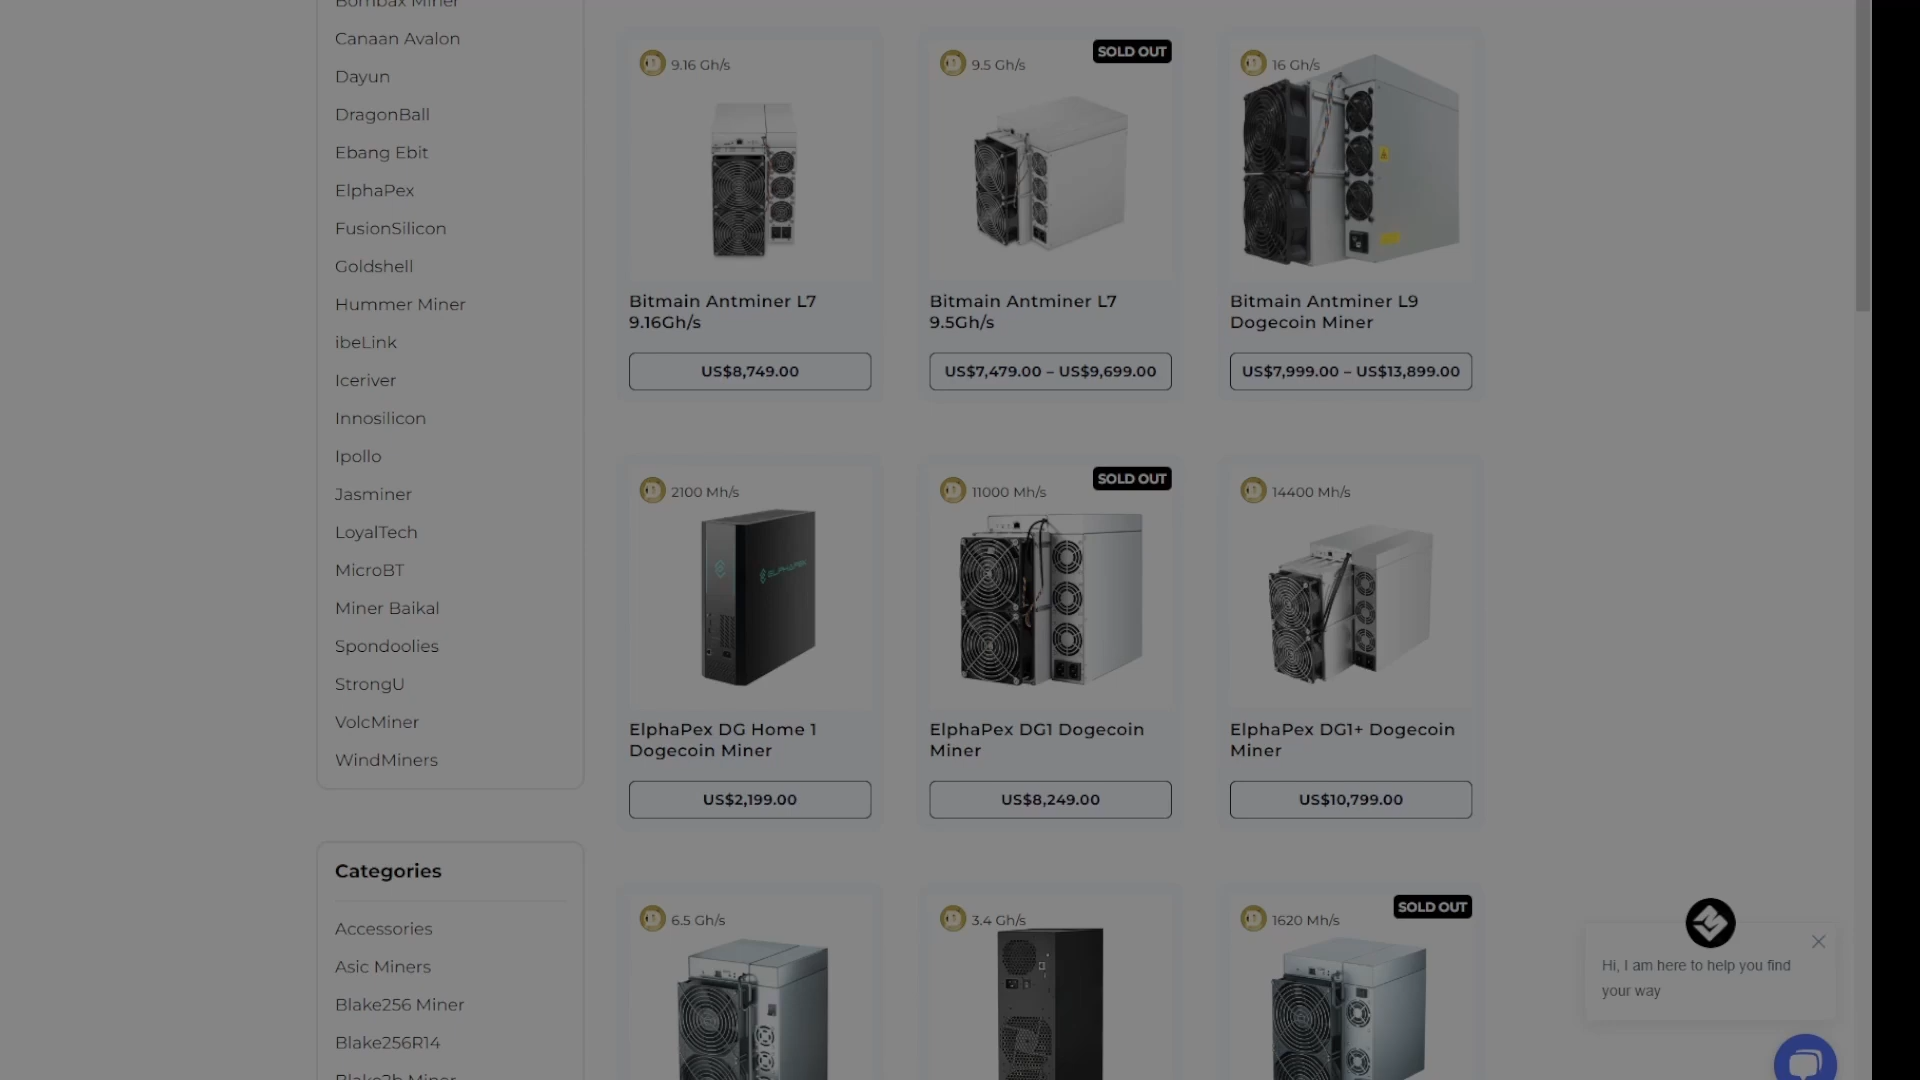 Canaan Avalon
Dayun
DragonBall
Ebang Ebit
ElphaPex
FusionSilicon
Goldshell
Hummer Miner
ibeLink
Iceriver
Innosilicon
Ipollo
Jasminer
LoyalTech
MicroBT
Miner Baikal
Spondoolies
StrongU
VolcMiner
WindMiners
Categories
Accessories
Asic Miners
Blake256 Miner
Blake256R14
9.16 Gh/s
Bitmain Antminer L7
9.16Gh/s
US$8,749.00
SOLD OUT
9.5 Gh/s
Bitmain Antminer L7
9.5Gh/s
US$7,479.00 – US$9,699.00
16 Gh/s
Bitmain Antminer L9
Dogecoin Miner
US$7,999.00 – US$13,899.00
2100 Mh/s
ELPHAPEX
ElphaPex DG Home 1
Dogecoin Miner
US$2,199.00
SOLD OUT
11000 Mh/s
ElphaPex DG1 Dogecoin
Miner
US$8,249.00
14400 Mh/s
ElphaPex DG1+ Dogecoin
Miner
US$10,799.00
6.5 Gh/s
3.4 Gh/s
SOLD OUT
1620 Mh/s
Hi, I am here to help you find
your way